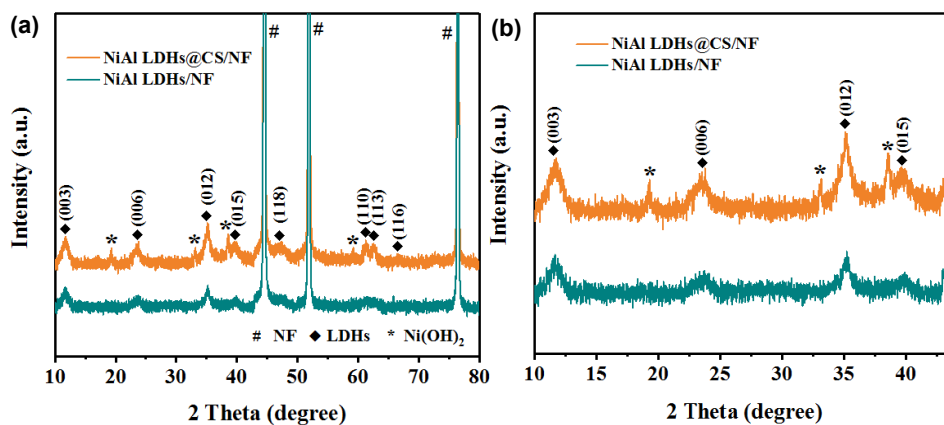 (a)
NiAl LDHs@CS/NF
NiAl LDHs/NF
#
#
#
(003)
*
(006)
*
(012)
*
(015)
(118)
*
(110)
(113)
(116)
# NF ◆ LDHs * Ni(OH)₂
Intensity (a.u.)
10 20 30 40 50 60 70 80
2 Theta (degree)
(b)
NiAl LDHs@CS/NF
NiAl LDHs/NF
(003)
*
(006)
*
(012)
*
(015)
Intensity (a.u.)
10 15 20 25 30 35 40
2 Theta (degree)